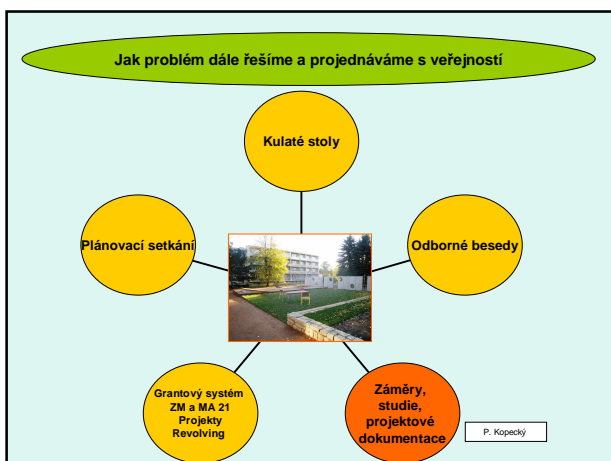 Jak problém dále řešíme a projednáváme s veřejností
Kulaté stoly
Plánovací setkání
Odborné besedy
Grantový systém
ZM a MA 21
Projekty
Revolving
Záměry,
studie,
projektové
dokumentace
P. Kopecký